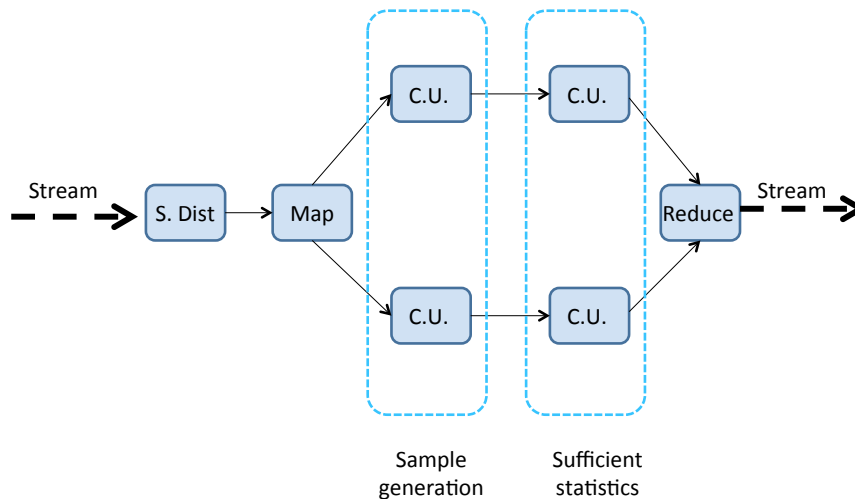 C.U.
C.U.
Stream
S. Dist
Map
Reduce
Stream
C.U.
C.U.
Sample
generation
Sufficient
statistics